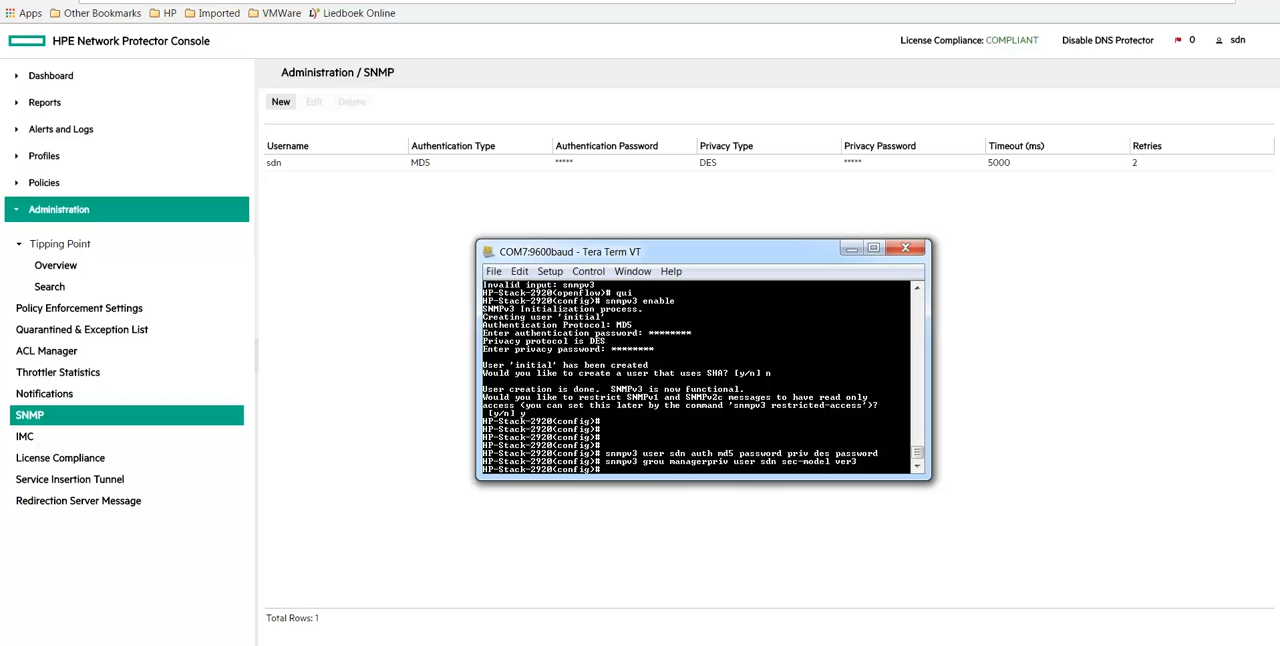 Apps Other Bookmarks HP Imported VMWare Liedboek Online
HPE Network Protector Console
License Compliance: COMPLIANT Disable DNS Protector 0 sdn
Dashboard
Reports
Alerts and Logs
Profiles
Policies
Administration
Tipping Point
Overview
Search
Policy Enforcement Settings
Quarantined & Exception List
ACL Manager
Throttler Statistics
Notifications
SNMP
IMC
License Compliance
Service Insertion Tunnel
Redirection Server Message
Administration / SNMP
New Edit Delete
Username Authentication Type Authentication Password Privacy Type Privacy Password Timeout (ms) Retries
sdn MD5 ***** DES ***** 5000 2
COM7:9600baud - Tera Term VT
File Edit Setup Control Window Help
Invalid input: snmpv3
HP-Stack-2920(openflow)# qui
HP-Stack-2920(config)# snmpv3 enable
SNMPv3 Initialization process.
Creating user 'initial'
Authentication Protocol: MD5
Enter authentication password: ********
Privacy protocol is DES
Enter privacy password: ********
User 'initial' has been created
Would you like to create a user that uses SHA? [y/n] n
User creation is done. SNMPv3 is now functional.
Would you like to restrict SNMPv1 and SNMPv2c messages to have read only
access (you can set this later by the command 'snmpv3 restricted-access')?
[y/n] y
HP-Stack-2920(config)#
HP-Stack-2920(config)#
HP-Stack-2920(config)#
HP-Stack-2920(config)#
HP-Stack-2920(config)# snmpv3 user sdn auth md5 password priv des password
HP-Stack-2920(config)# snmpv3 grou managerpriv user sdn sec-model ver3
HP-Stack-2920(config)#
Total Rows: 1